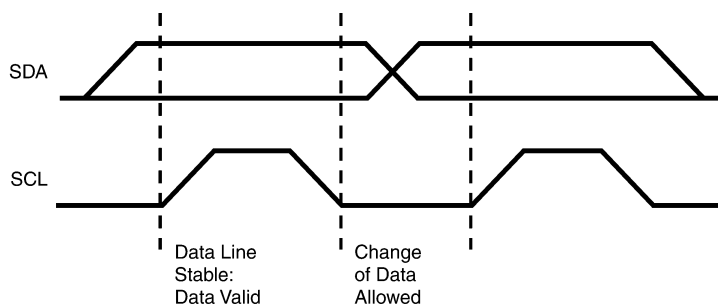 SDA
SCL
Data Line
Stable:
Data Valid
Change
of Data
Allowed